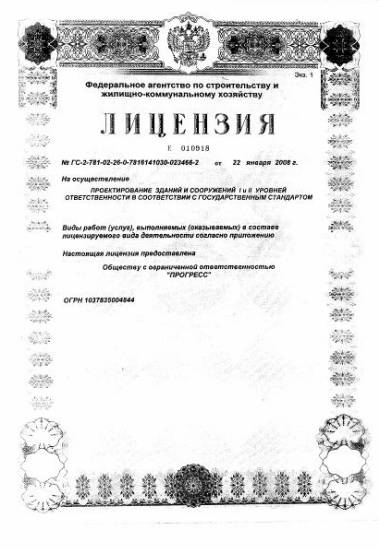 Экз. 1
Федеральное агентство по строительству и
жилищно-коммунальному хозяйству
ЛИЦЕНЗИЯ
Е 010918
№ ГС-2-781-02-26-0-7816141030-023466-2 от 22 января 2008 г.
На осуществление
ПРОЕКТИРОВАНИЕ ЗДАНИЙ И СООРУЖЕНИЙ I и II УРОВНЕЙ
ОТВЕТСТВЕННОСТИ В СООТВЕТСТВИИ С ГОСУДАРСТВЕННЫМ СТАНДАРТОМ
Виды работ (услуг), выполняемых (оказываемых) в составе
лицензируемого вида деятельности согласно приложению
Настоящая лицензия предоставлена
Обществу с ограниченной ответственностью
"ПРОГРЕСС"
ОГРН 1037835004844